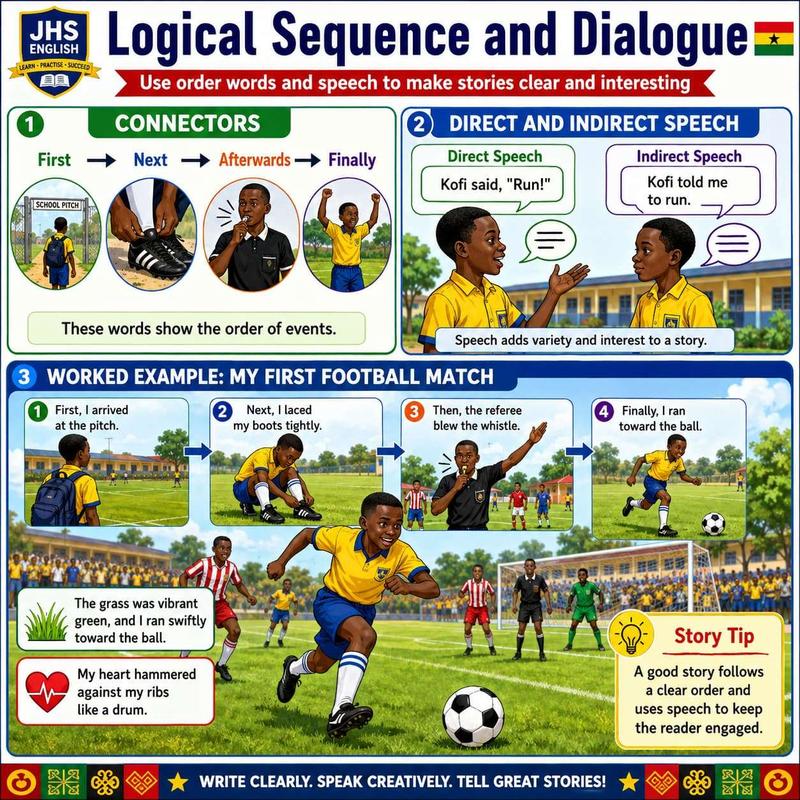 JHS
ENGLISH
LEARN • PRACTISE • SUCCEED
Logical Sequence and Dialogue
Use order words and speech to make stories clear and interesting
1 CONNECTORS
First
Next
Afterwards
Finally
SCHOOL PITCH
These words show the order of events.
2 DIRECT AND INDIRECT SPEECH
Direct Speech
Kofi said, "Run!"
Indirect Speech
Kofi told me
to run.
Speech adds variety and interest to a story.
3 WORKED EXAMPLE: MY FIRST FOOTBALL MATCH
1 First, I arrived
at the pitch.
2 Next, I laced
my boots tightly.
3 Then, the referee
blew the whistle.
4 Finally, I ran
toward the ball.
The grass was vibrant
green, and I ran swiftly
toward the ball.
My heart hammered
against my ribs
like a drum.
Story Tip
A good story follows
a clear order and
uses speech to keep
the reader engaged.
WRITE CLEARLY. SPEAK CREATIVELY. TELL GREAT STORIES!